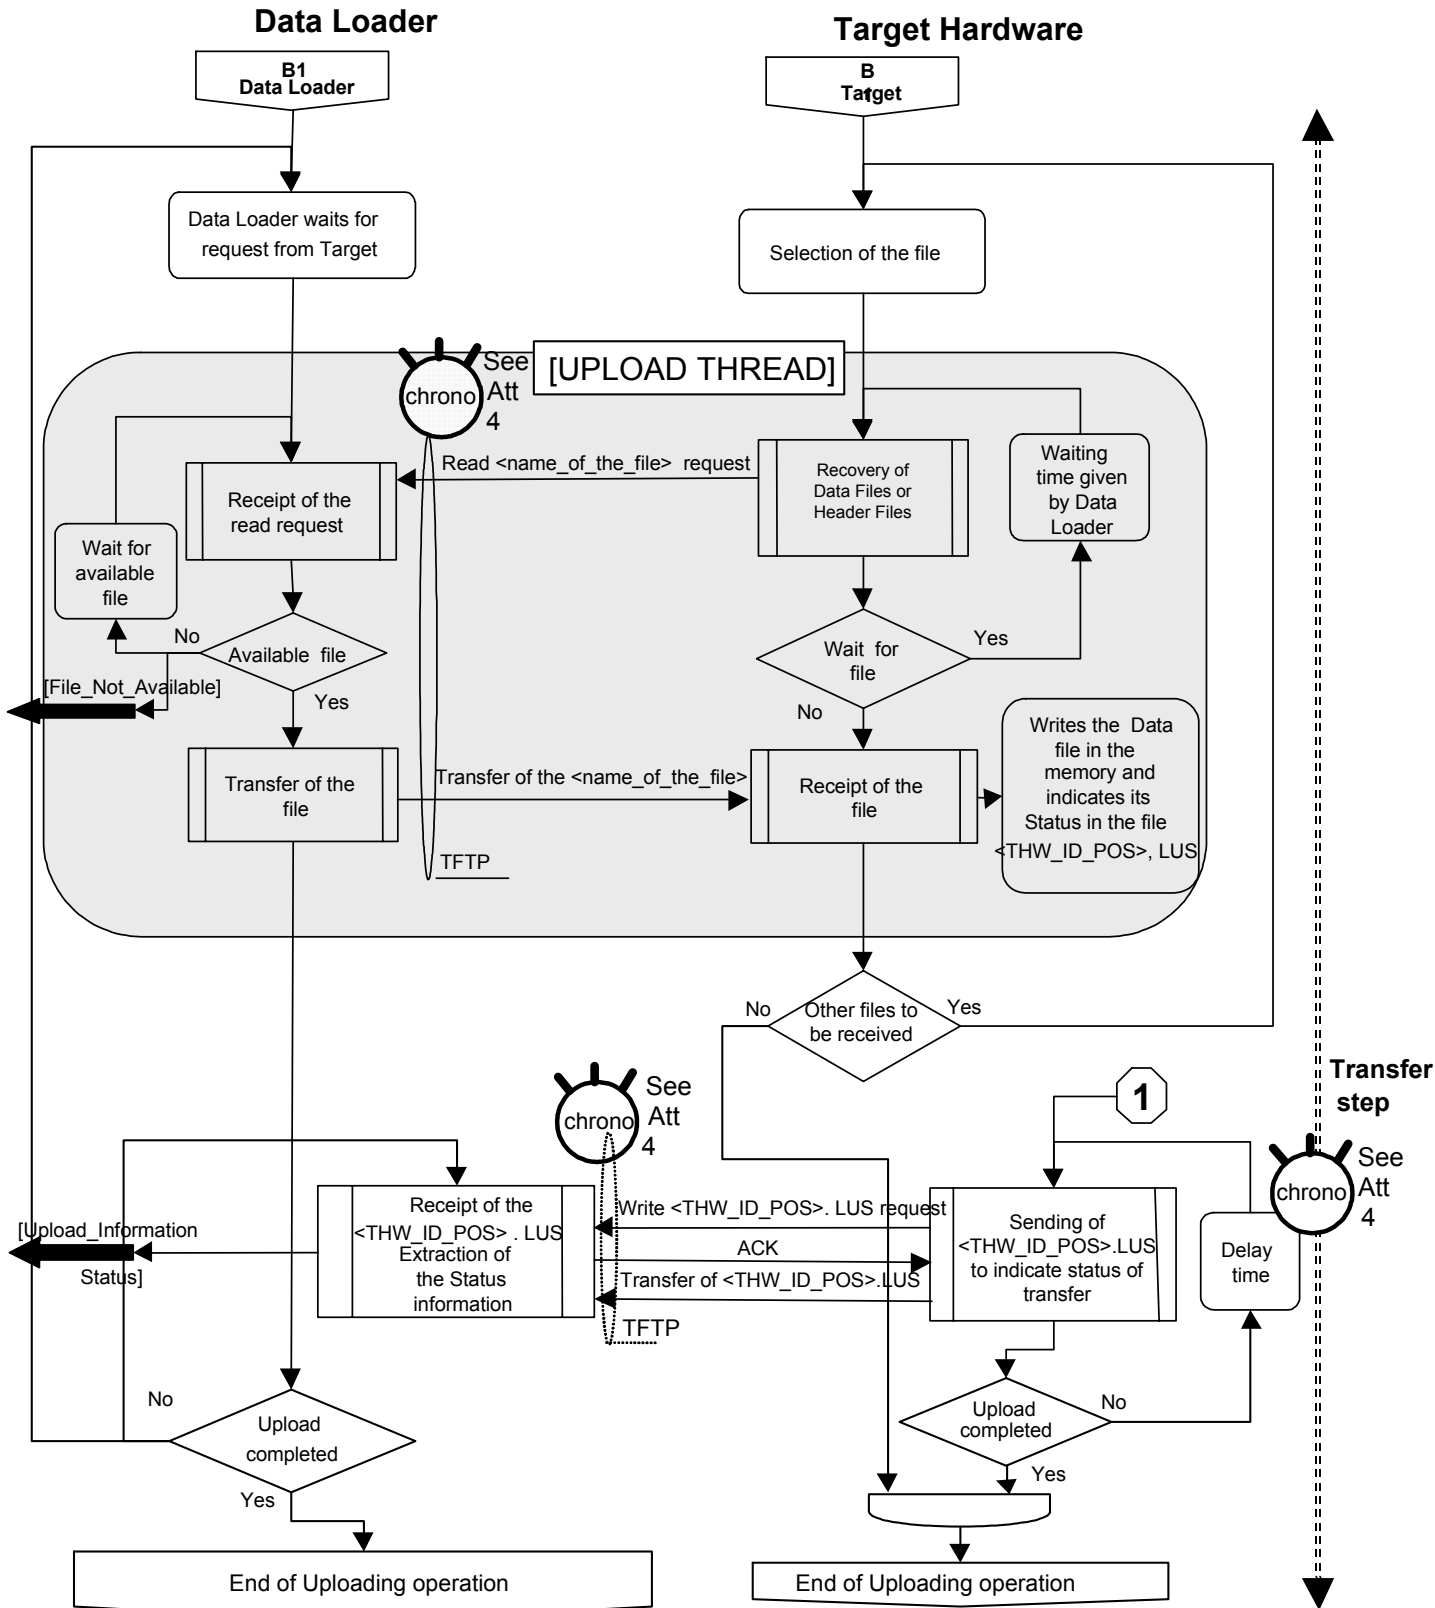 Data Loader
Target Hardware
B1
Data Loader
B
1
Target
Data Loader waits for
request from Target
Selection of the file
[UPLOAD THREAD]
chrono
See
Att
4
Read <name_of_the_file> request
Receipt of the
read request
Recovery of
Data Files or
Header Files
Waiting
time given
by Data
Loader
Wait for
available
file
No
Available file
Yes
[File_Not_Available]
Wait for
file
Yes
No
Transfer of the
file
Transfer of the <name_of_the_file>
Receipt of the
file
Writes the Data
file in the
memory and
indicates its
Status in the file
<THW_ID_POS>, LUS
TFTP
No
Other files to
be received
Yes
Transfer
step
chrono
See
Att
4
1
chrono
See
Att
4
[Upload_Information
Status]
Receipt of the
<THW_ID_POS> . LUS
Extraction of
the Status
information
Write <THW_ID_POS>. LUS request
ACK
Transfer of <THW_ID_POS>.LUS
TFTP
Sending of
<THW_ID_POS>.LUS
to indicate status of
transfer
Delay
time
No
Upload
completed
Yes
Upload
completed
No
Yes
End of Uploading operation
End of Uploading operation